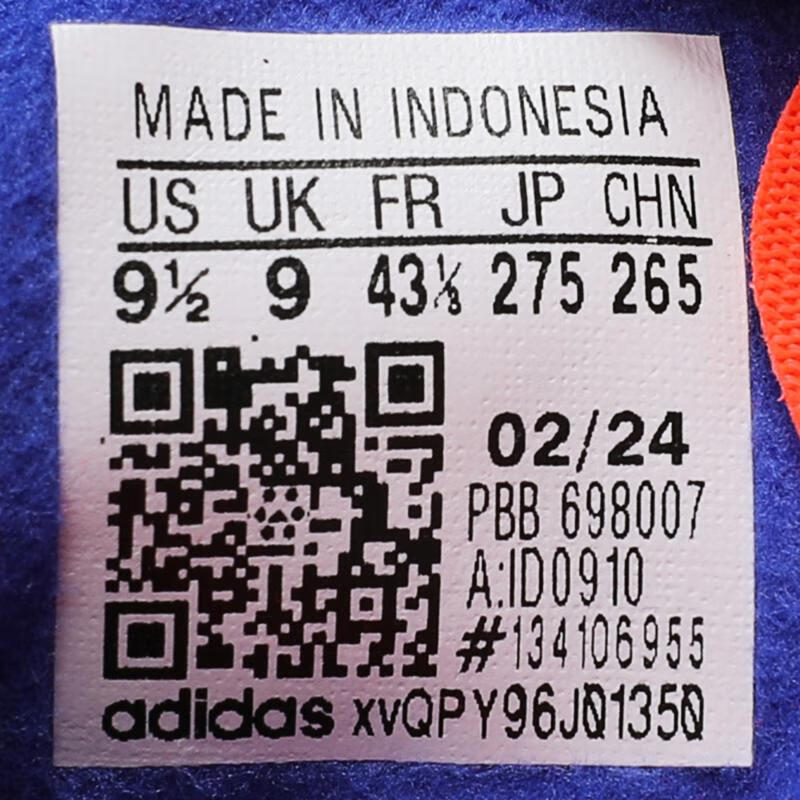 MADE IN INDONESIA
US UK FR JP CHN
9½ 9 43⅓ 275 265
02/24
PBB 698007
A:ID0910
#134106955
adidas xvQPY96J01350